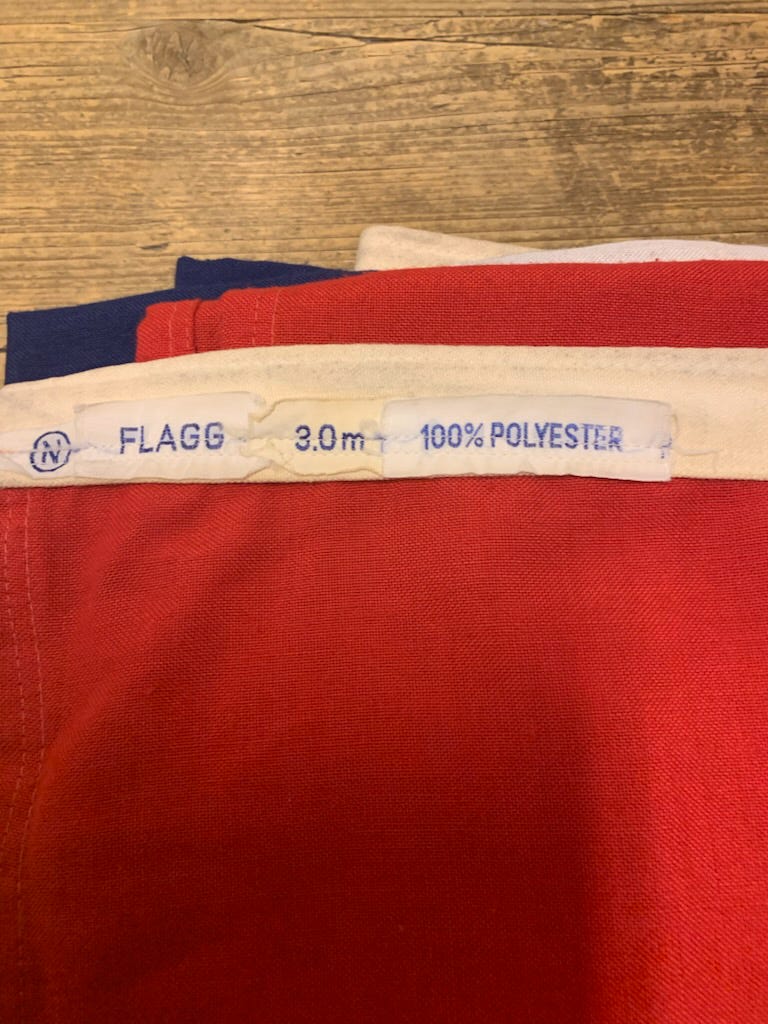 N FLAGG 3.0m 100% POLYESTER